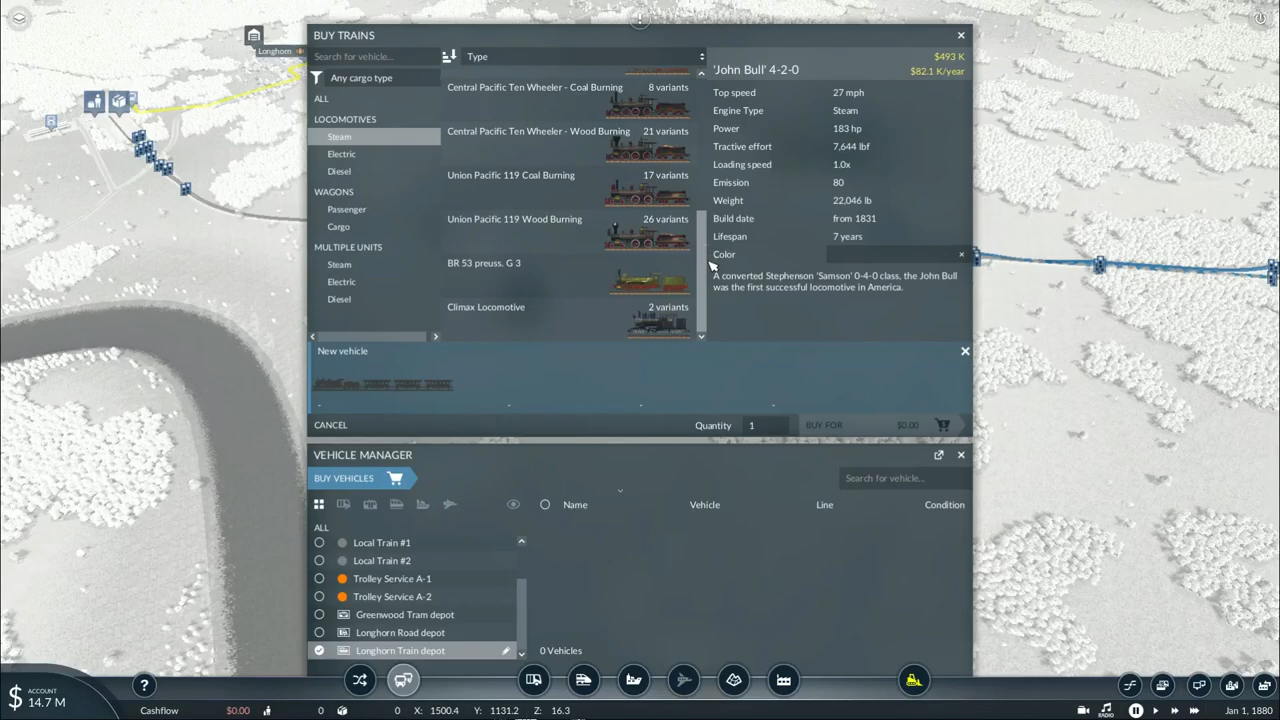 BUY TRAINS
Longhorn
Search for vehicle...
Type
$493 K
'John Bull' 4-2-0
$82.1 K/year
Any cargo type
ALL
LOCOMOTIVES
Steam
Electric
Diesel
WAGONS
Passenger
Cargo
MULTIPLE UNITS
Steam
Electric
Diesel
Central Pacific Ten Wheeler - Coal Burning 8 variants
Central Pacific Ten Wheeler - Wood Burning 21 variants
Union Pacific 119 Coal Burning 17 variants
Union Pacific 119 Wood Burning 26 variants
BR 53 preuss. G 3
Climax Locomotive 2 variants
Top speed 27 mph
Engine Type Steam
Power 183 hp
Tractive effort 7,644 lbf
Loading speed 1.0x
Emission 80
Weight 22,046 lb
Build date from 1831
Lifespan 7 years
Color
A converted Stephenson 'Samson' 0-4-0 class, the John Bull
was the first successful locomotive in America.
New vehicle
CANCEL
Quantity 1
BUY FOR $0.00
VEHICLE MANAGER
BUY VEHICLES
Search for vehicle...
Name Vehicle Line Condition
ALL
Local Train #1
Local Train #2
Trolley Service A-1
Trolley Service A-2
Greenwood Tram depot
Longhorn Road depot
Longhorn Train depot
0 Vehicles
$ ACCOUNT
14.7 M
?
Cashflow $0.00 0 0 X: 1500.4 Y: 1131.2 Z: 16.3
RADIO
Jan 1, 1880